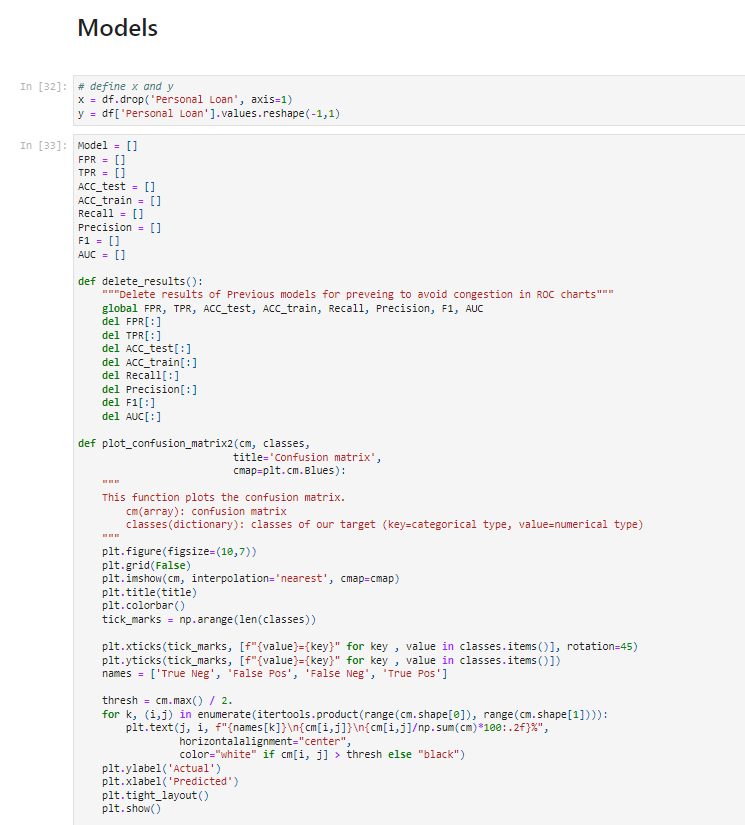 Models
In [32]: # define x and y
x = df.drop('Personal Loan', axis=1)
y = df['Personal Loan'].values.reshape(-1,1)
In [33]: Model = []
FPR = []
TPR = []
ACC_test = []
ACC_train = []
Recall = []
Precision = []
F1 = []
AUC = []
def delete_results():
    """Delete results of Previous models for preveing to avoid congestion in ROC charts"""
    global FPR, TPR, ACC_test, ACC_train, Recall, Precision, F1, AUC
    del FPR[:]
    del TPR[:]
    del ACC_test[:]
    del ACC_train[:]
    del Recall[:]
    del Precision[:]
    del F1[:]
    del AUC[:]
def plot_confusion_matrix2(cm, classes,
                          title='Confusion matrix',
                          cmap=plt.cm.Blues):
    """
    This function plots the confusion matrix.
        cm(array): confusion matrix
        classes(dictionary): classes of our target (key=categorical type, value=numerical type)
    """
    plt.figure(figsize=(10,7))
    plt.grid(False)
    plt.imshow(cm, interpolation='nearest', cmap=cmap)
    plt.title(title)
    plt.colorbar()
    tick_marks = np.arange(len(classes))
    plt.xticks(tick_marks, [f"{value}={key}" for key , value in classes.items()], rotation=45)
    plt.yticks(tick_marks, [f"{value}={key}" for key , value in classes.items()])
    names = ['True Neg', 'False Pos', 'False Neg', 'True Pos']
    thresh = cm.max() / 2.
    for k, (i,j) in enumerate(itertools.product(range(cm.shape[0]), range(cm.shape[1]))):
        plt.text(j, i, f"{names[k]}\n{cm[i,j]}\n{cm[i,j]/np.sum(cm)*100:.2f}%",
                 horizontalalignment="center",
                 color="white" if cm[i, j] > thresh else "black")
    plt.ylabel('Actual')
    plt.xlabel('Predicted')
    plt.tight_layout()
    plt.show()